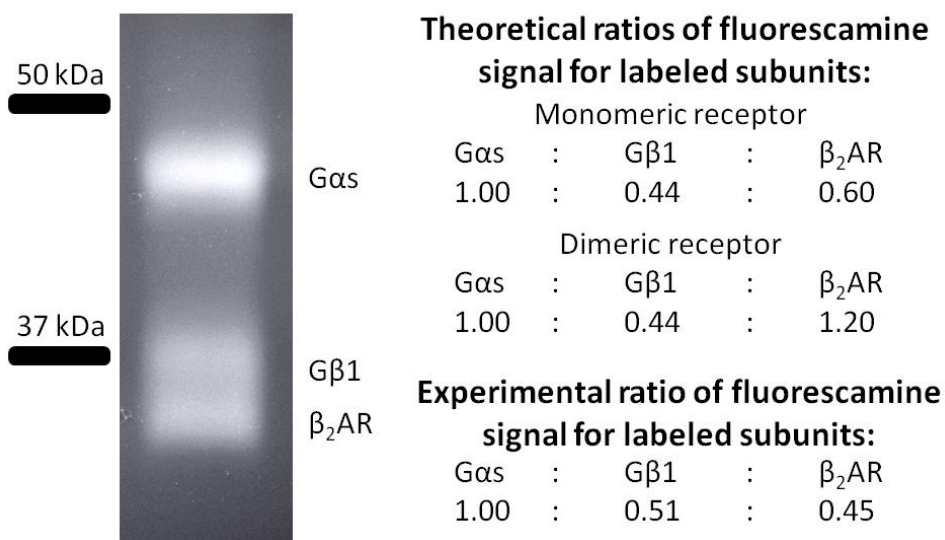 50 kDa
37 kDa
Gαs
Gβ1
β₂AR
Theoretical ratios of fluorescamine
signal for labeled subunits:
Monomeric receptor
Gαs : Gβ1 : β₂AR
1.00 : 0.44 : 0.60
Dimeric receptor
Gαs : Gβ1 : β₂AR
1.00 : 0.44 : 1.20
Experimental ratio of fluorescamine
signal for labeled subunits:
Gαs : Gβ1 : β₂AR
1.00 : 0.51 : 0.45